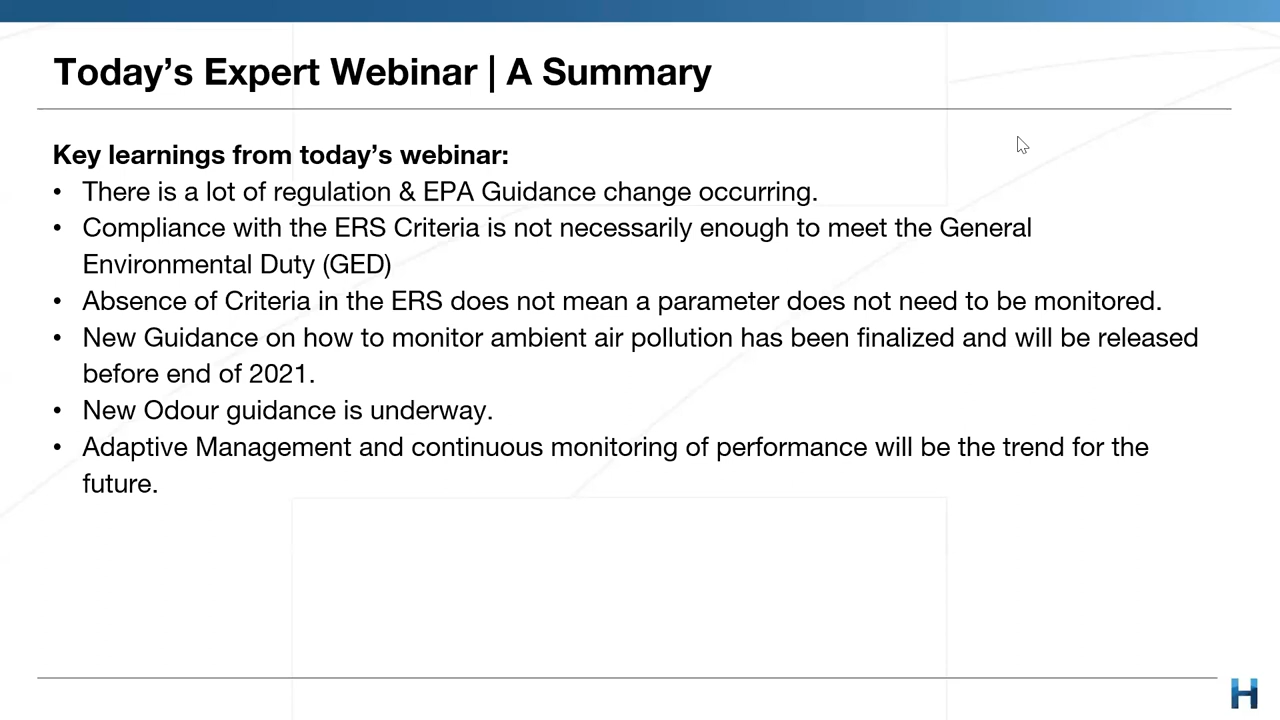 Today’s Expert Webinar | A Summary
Key learnings from today’s webinar:
• There is a lot of regulation & EPA Guidance change occurring.
• Compliance with the ERS Criteria is not necessarily enough to meet the General
Environmental Duty (GED)
• Absence of Criteria in the ERS does not mean a parameter does not need to be monitored.
• New Guidance on how to monitor ambient air pollution has been finalized and will be released
before end of 2021.
• New Odour guidance is underway.
• Adaptive Management and continuous monitoring of performance will be the trend for the
future.
H